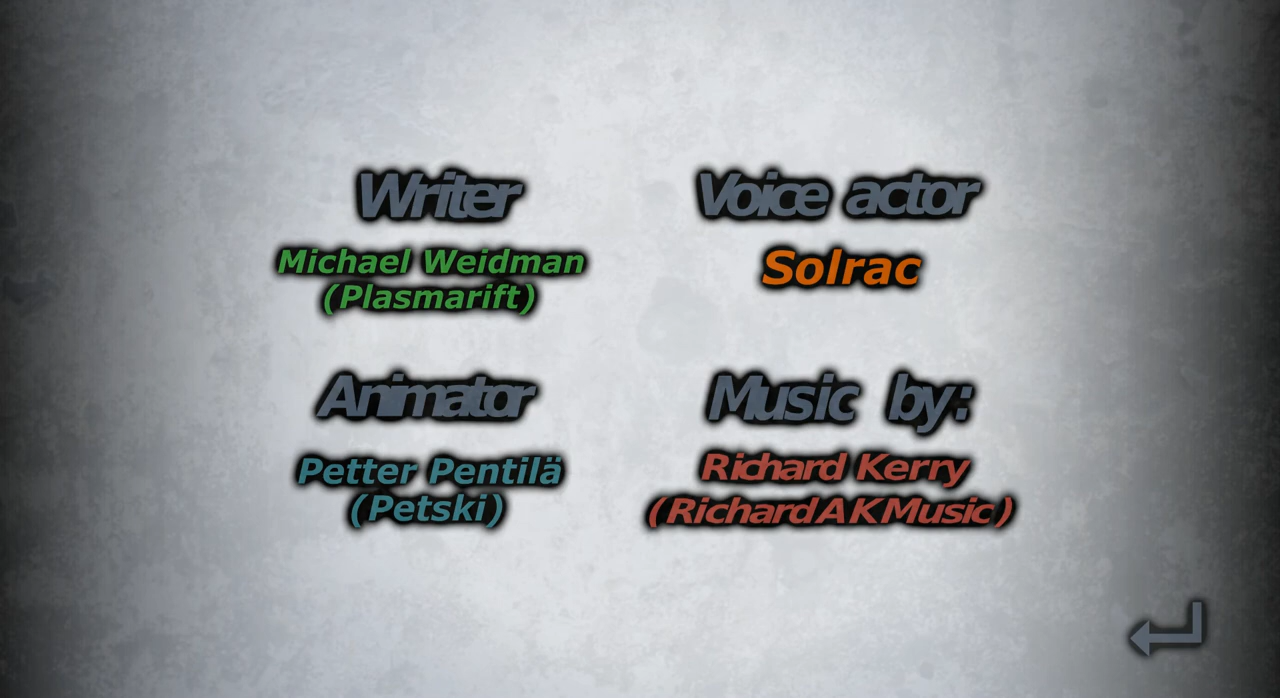 Writer
Michael Weidman
(Plasmarift)
Voice actor
Solrac
Animator
Petter Pentilä
(Petski)
Music by:
Richard Kerry
(RichardAKMusic)